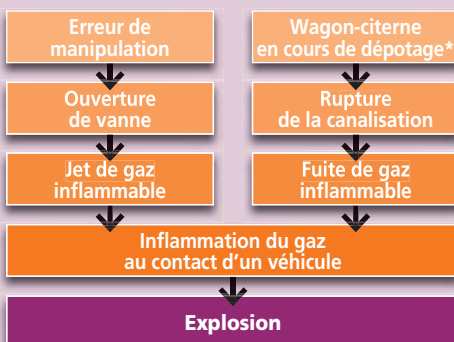 Erreur de
manipulation
Wagon-citerne
en cours de dépotage*
Ouverture
de vanne
Rupture
de la canalisation
Jet de gaz
inflammable
Fuite de gaz
inflammable
Inflammation du gaz
au contact d'un véhicule
Explosion